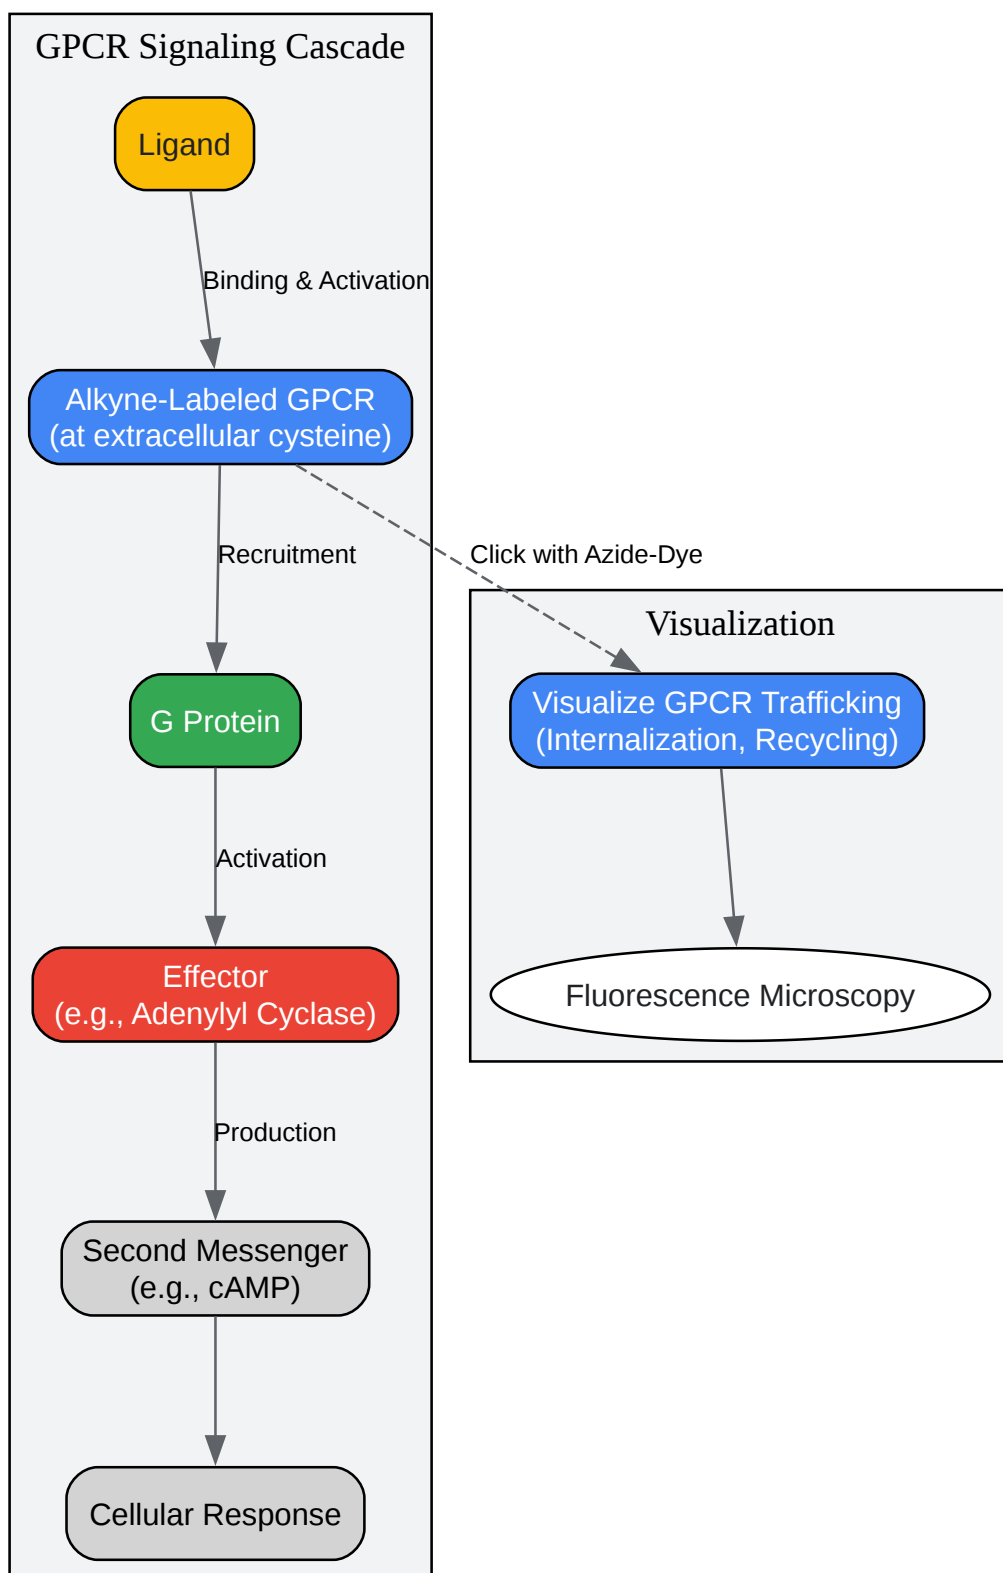 GPCR Signaling Cascade
Ligand
Binding & Activation
Alkyne-Labeled GPCR
(at extracellular cysteine)
Recruitment
Click with Azide-Dye
Visualization
Visualize GPCR Trafficking
(Internalization, Recycling)
G Protein
Activation
Effector
(e.g., Adenylyl Cyclase)
Fluorescence Microscopy
Production
Second Messenger
(e.g., cAMP)
Cellular Response